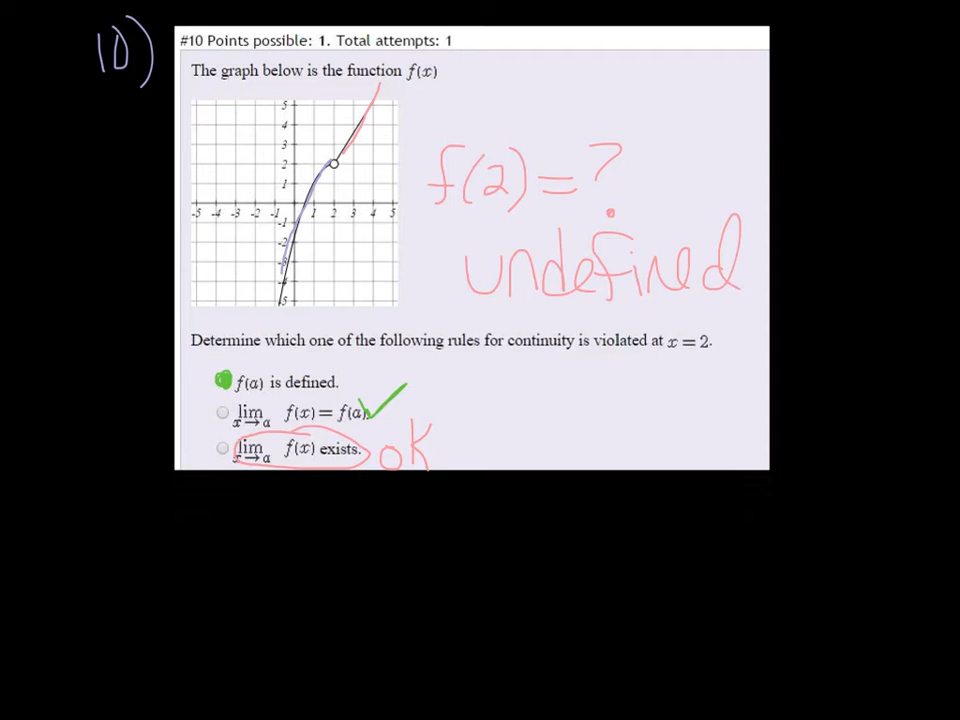 10)
#10 Points possible: 1. Total attempts: 1
The graph below is the function f(x)
5
4
3
2
1
-5 -4 -3 -2 -1 1 2 3 4 5
-1
-2
-3
-4
-5
f(2) = ?
undefined
Determine which one of the following rules for continuity is violated at x = 2.
f(a) is defined.
lim x→a f(x) = f(a).
lim x→a f(x) exists. ok